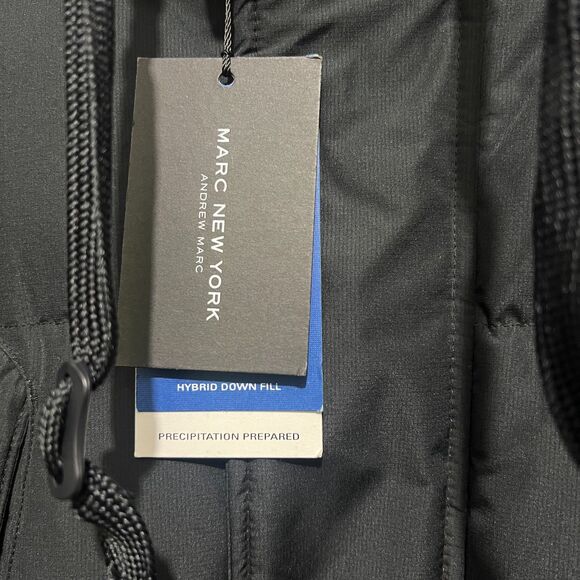 MARC NEW YORK
ANDREW MARC
HYBRID DOWN FILL
PRECIPITATION PREPARED